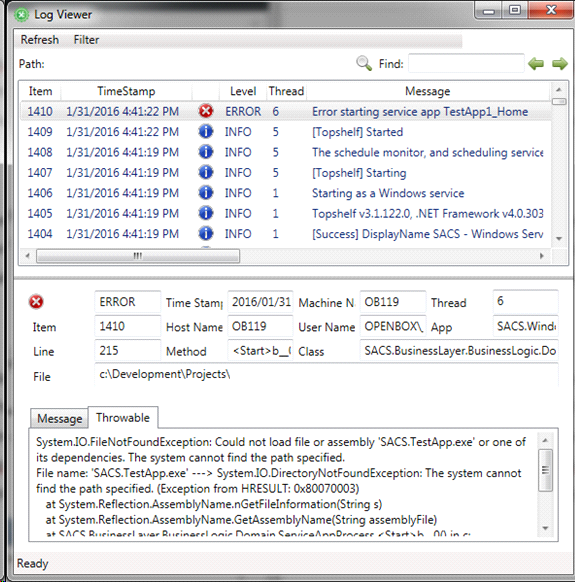 Log Viewer
Refresh Filter
Path: Find:
Item TimeStamp Level Thread Message
1410 1/31/2016 4:41:22 PM ERROR 6 Error starting service app TestApp1_Home
1409 1/31/2016 4:41:22 PM INFO 5 [Topshelf] Started
1408 1/31/2016 4:41:19 PM INFO 5 The schedule monitor, and scheduling service
1407 1/31/2016 4:41:19 PM INFO 5 [Topshelf] Starting
1406 1/31/2016 4:41:19 PM INFO 1 Starting as a Windows service
1405 1/31/2016 4:41:19 PM INFO 1 Topshelf v3.1.122.0, .NET Framework v4.0.303
1404 1/31/2016 4:41:19 PM INFO 1 [Success] DisplayName SACS - Windows Serv
ERROR Time Stamp 2016/01/31 Machine N OB119 Thread 6
Item 1410 Host Name OB119 User Name OPENBOX\ App SACS.Windo
Line 215 Method <Start>b__0 Class SACS.BusinessLayer.BusinessLogic.Do
File c:\Development\Projects\
Message Throwable
System.IO.FileNotFoundException: Could not load file or assembly 'SACS.TestApp.exe' or one of
its dependencies. The system cannot find the path specified.
File name: 'SACS.TestApp.exe' ---> System.IO.DirectoryNotFoundException: The system cannot
find the path specified. (Exception from HRESULT: 0x80070003)
at System.Reflection.AssemblyName.nGetFileInformation(String s)
at System.Reflection.AssemblyName.GetAssemblyName(String assemblyFile)
at SACS.BusinessLayer.BusinessLogic.Domain.ServiceAppProcess.<Start>b__0() in c:
Ready